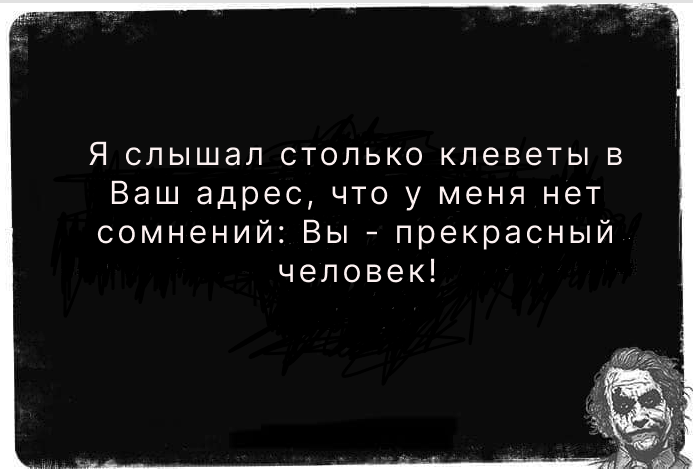 Я слышал столько клеветы в
Ваш адрес, что у меня нет
сомнений: Вы - прекрасный
человек!